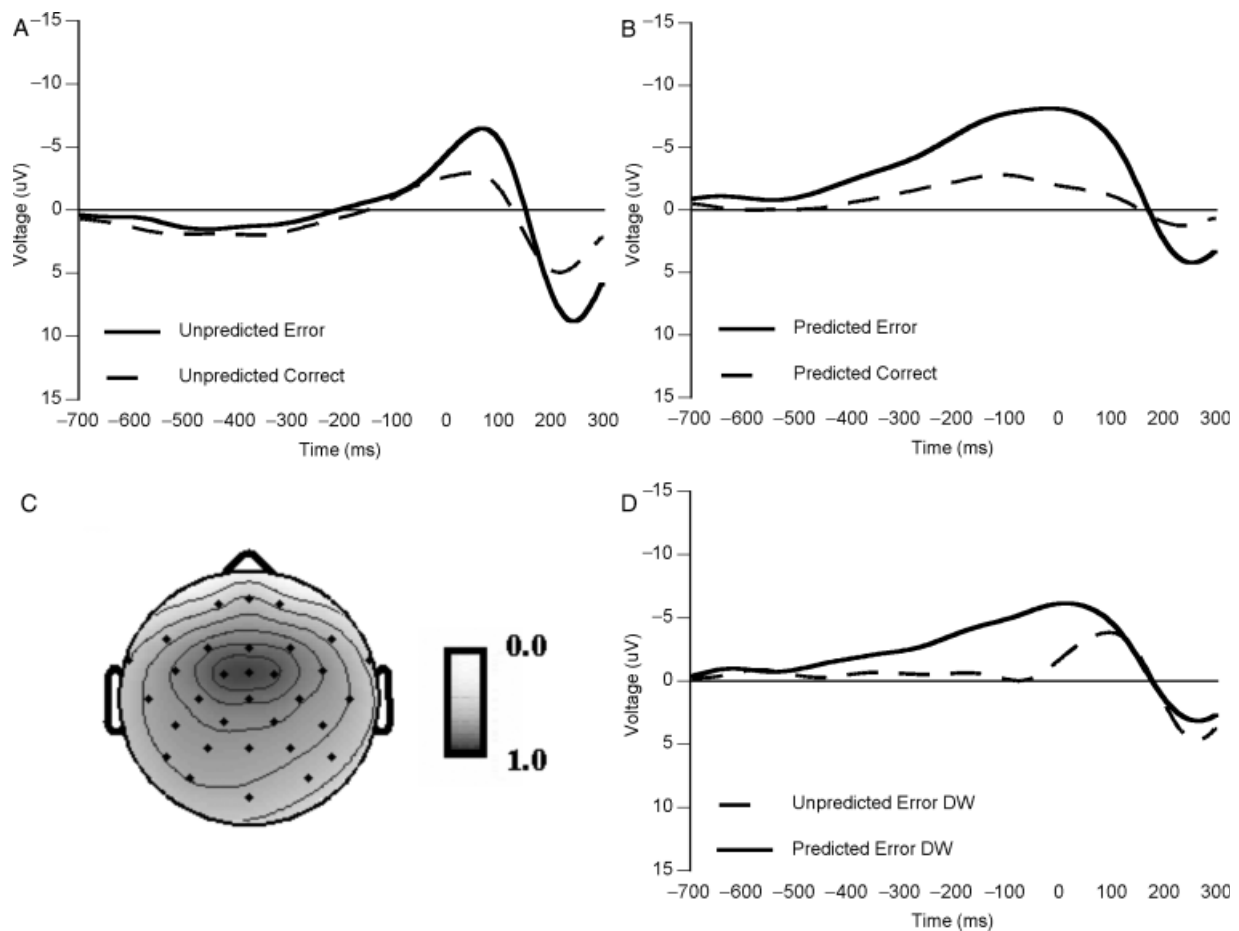 A
Voltage (uV)
−15
−10
−5
0
5
10
15
Unpredicted Error
Unpredicted Correct
−700 −600 −500 −400 −300 −200 −100 0 100 200 300
Time (ms)
B
Voltage (uV)
−15
−10
−5
0
5
10
15
Predicted Error
Predicted Correct
−700 −600 −500 −400 −300 −200 −100 0 100 200 300
Time (ms)
C
0.0
1.0
D
Voltage (uV)
−15
−10
−5
0
5
10
15
Unpredicted Error DW
Predicted Error DW
−700 −600 −500 −400 −300 −200 −100 0 100 200 300
Time (ms)